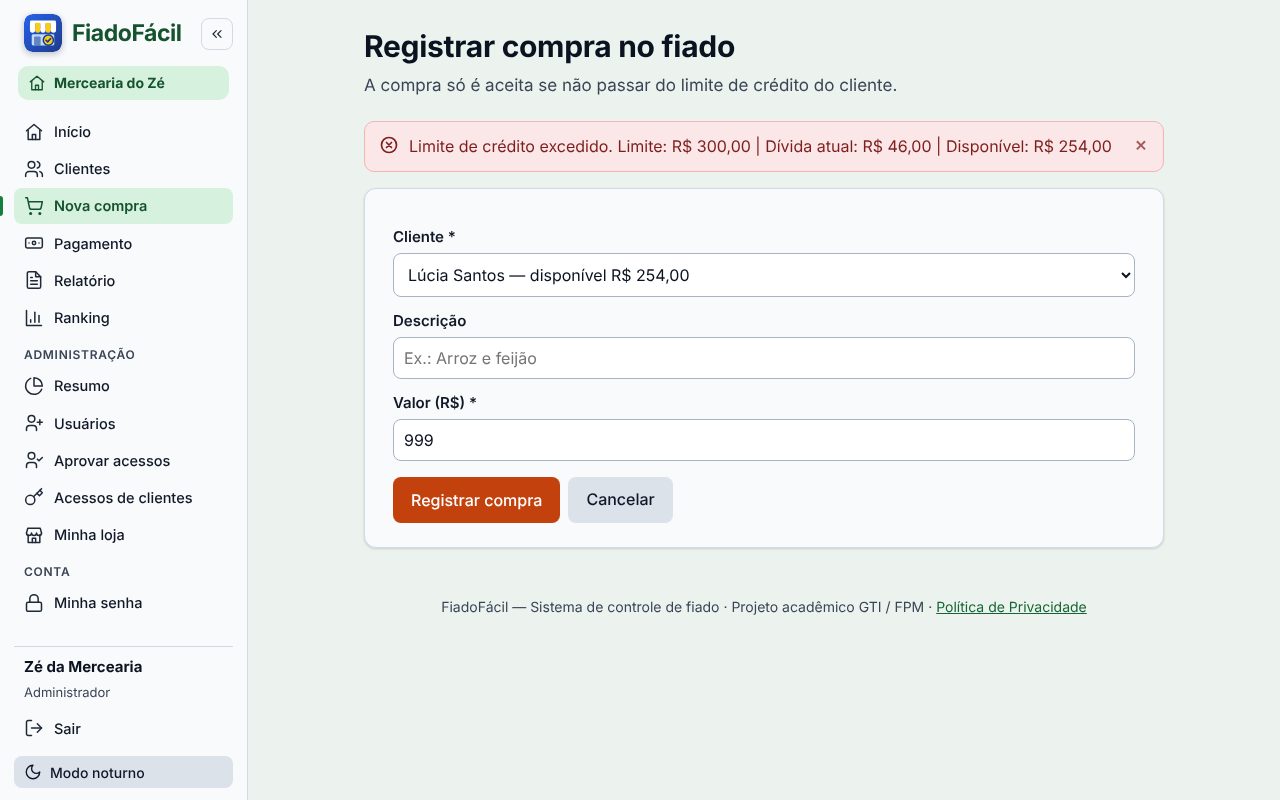 FiadoFácil
«
Mercearia do Zé
Início
Clientes
Nova compra
Pagamento
Relatório
Ranking
ADMINISTRAÇÃO
Resumo
Usuários
Aprovar acessos
Acessos de clientes
Minha loja
CONTA
Minha senha
Zé da Mercearia
Administrador
Sair
Modo noturno
Registrar compra no fiado
A compra só é aceita se não passar do limite de crédito do cliente.
Limite de crédito excedido. Limite: R$ 300,00 | Dívida atual: R$ 46,00 | Disponível: R$ 254,00 ×
Cliente *
Lúcia Santos — disponível R$ 254,00
Descrição
Ex.: Arroz e feijão
Valor (R$) *
999
Registrar compra Cancelar
FiadoFácil — Sistema de controle de fiado · Projeto acadêmico GTI / FPM · Política de Privacidade